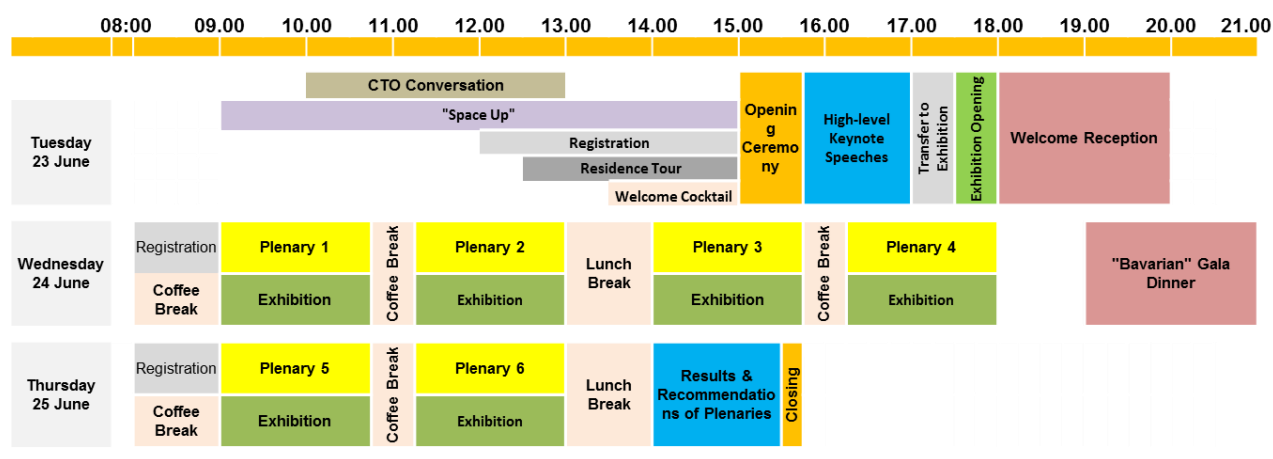 08:00 09.00 10.00 11.00 12.00 13.00 14.00 15.00 16.00 17.00 18.00 19.00 20.00 21.00
Tuesday
23 June
CTO Conversation
"Space Up"
Registration
Residence Tour
Welcome Cocktail
Openin
g
Ceremo
ny
High-level
Keynote
Speeches
Transfer to
Exhibition
Exhibition Opening
Welcome Reception
Wednesday
24 June
Registration
Coffee
Break
Plenary 1
Exhibition
Coffee Break
Plenary 2
Exhibition
Lunch
Break
Plenary 3
Exhibition
Coffee Break
Plenary 4
Exhibition
"Bavarian" Gala
Dinner
Thursday
25 June
Registration
Coffee
Break
Plenary 5
Exhibition
Coffee Break
Plenary 6
Exhibition
Lunch
Break
Results &
Recommendatio
ns of Plenaries
Closing